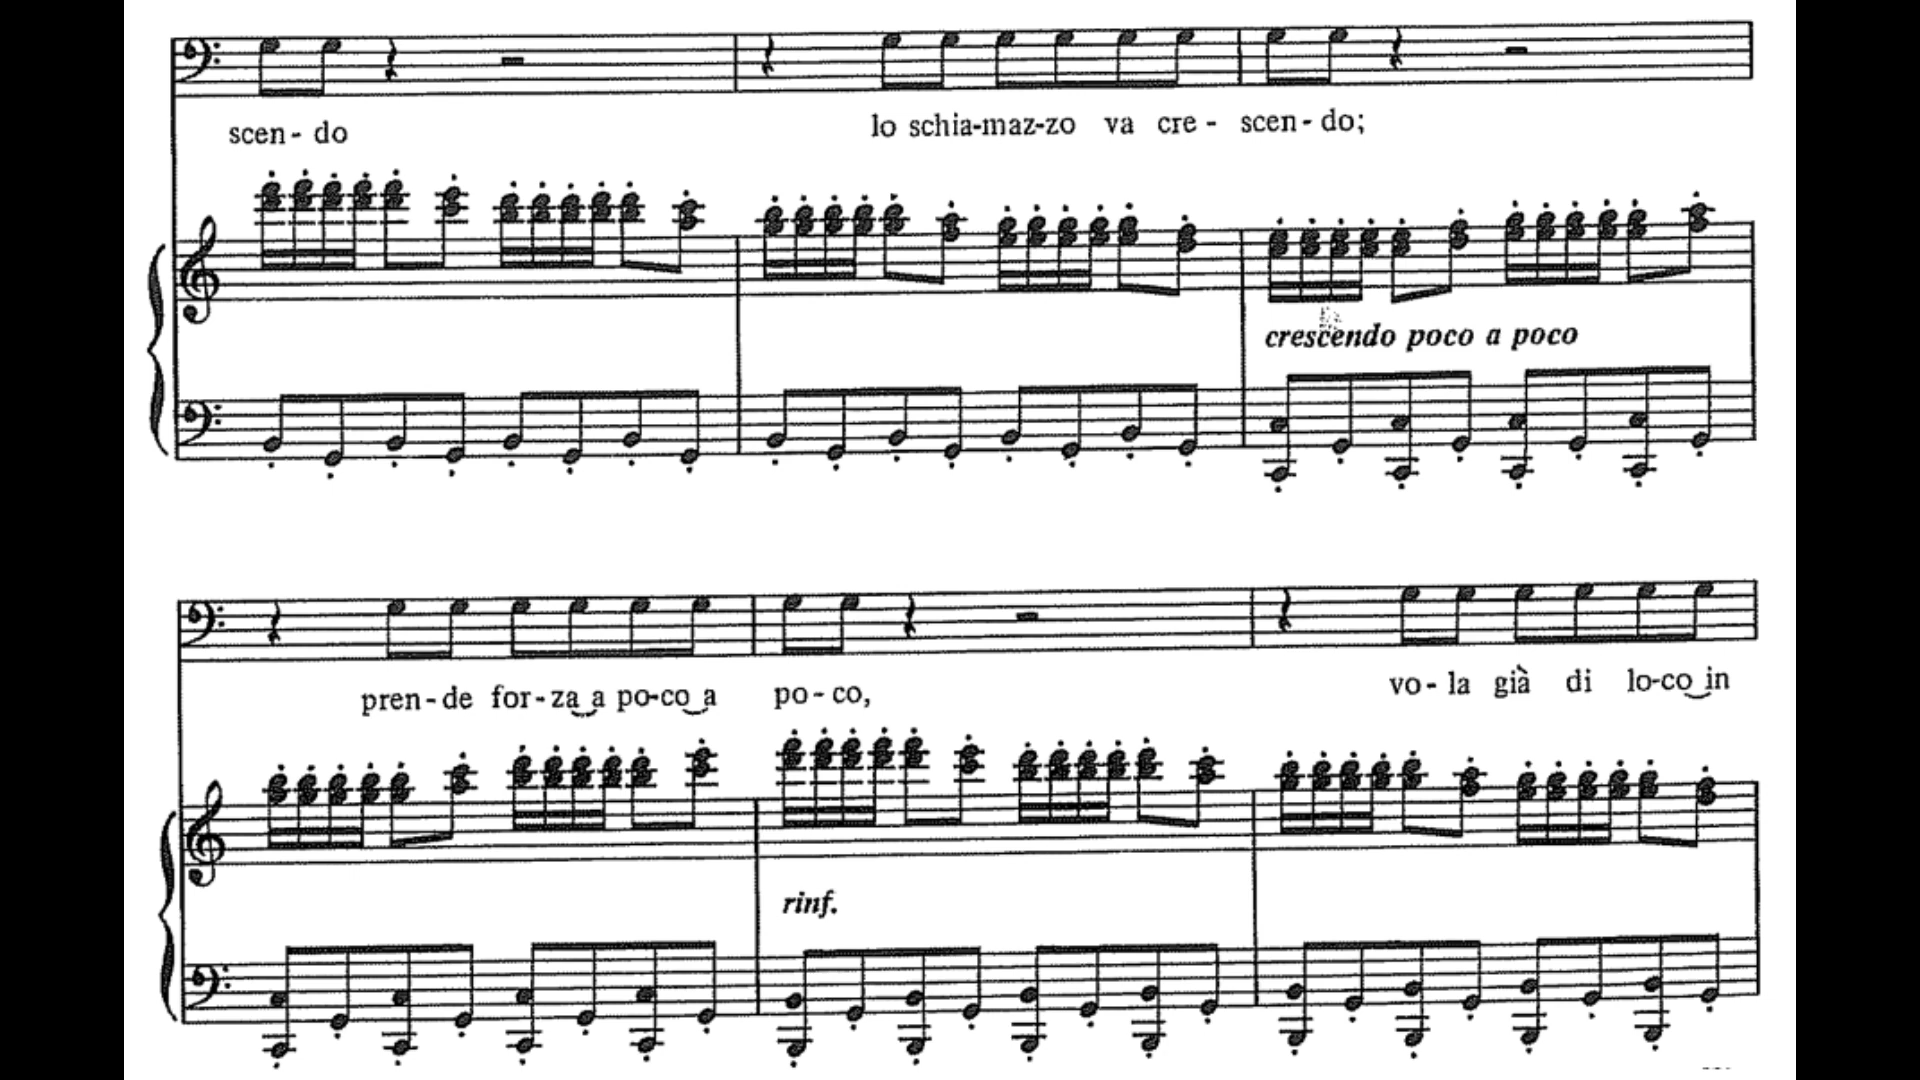 scen - do lo schia-maz-zo va cre - scen - do;
crescendo poco a poco
pren - de for - za a po-co a po - co, vo - la già di lo-co in
rinf.